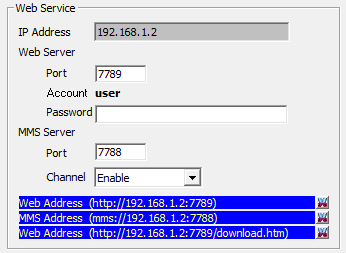 Web Service
IP Address 192.168.1.2
Web Server
Port 7789
Account user
Password
MMS Server
Port 7788
Channel Enable
Web Address (http://192.168.1.2:7789)
MMS Address (mms://192.168.1.2:7788)
Web Address (http://192.168.1.2:7789/download.htm)